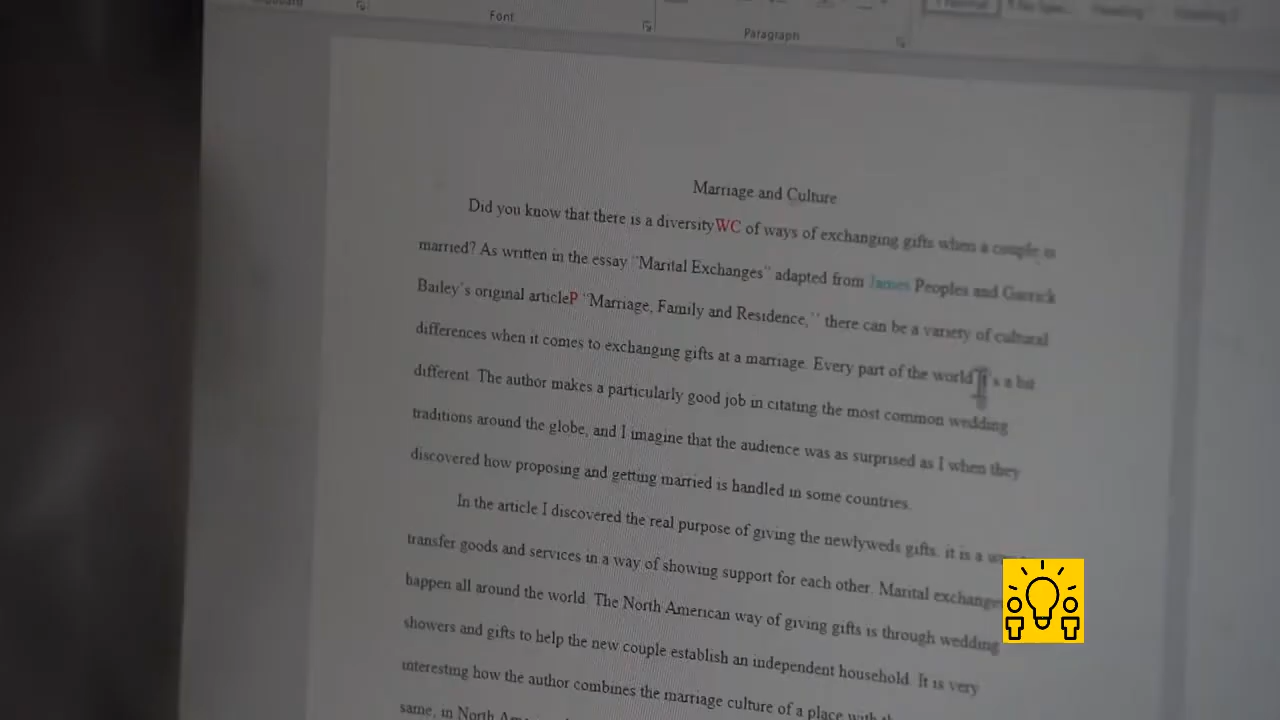 Font
Paragraph
Marriage and Culture
Did you know that there is a diversityWC of ways of exchanging gifts when a couple is
married? As written in the essay "Marital Exchanges" adapted from James Peoples and Garrick
Bailey's original articleP "Marriage, Family and Residence," there can be a variety of cultural
differences when it comes to exchanging gifts at a marriage. Every part of the world it's a bit
different. The author makes a particularly good job in citating the most common wedding
traditions around the globe, and I imagine that the audience was as surprised as I when they
discovered how proposing and getting married is handled in some countries.
In the article I discovered the real purpose of giving the newlyweds gifts. it is a
transfer goods and services in a way of showing support for each other. Marital exchanges
happen all around the world. The North American way of giving gifts is through wedding
showers and gifts to help the new couple establish an independent household. It is very
interesting how the author combines the marriage culture of a place with
same, in North